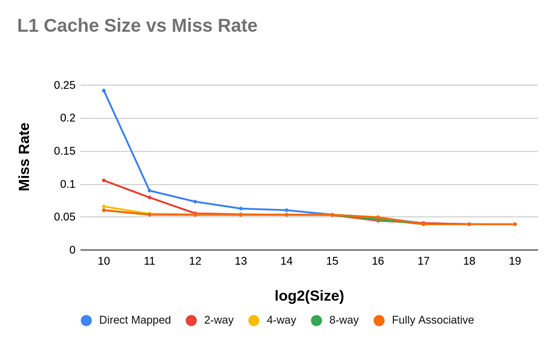 L1 Cache Size vs Miss Rate
Miss Rate
0.25
0.2
0.15
0.1
0.05
0
10 11 12 13 14 15 16 17 18 19
log2(Size)
Direct Mapped 2-way 4-way 8-way Fully Associative